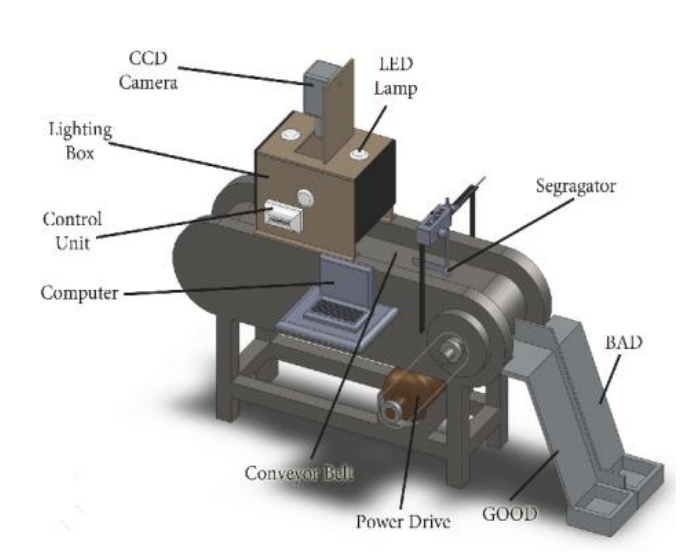 CCD
Camera
LED
Lamp
Lighting
Box
Segragator
Control
Unit
Computer
BAD
Conveyor Belt
Power Drive
GOOD